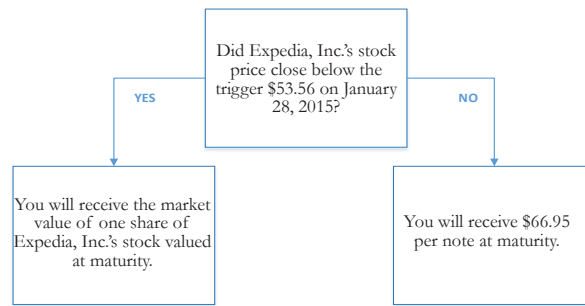 Did Expedia, Inc.'s stock
price close below the
trigger $53.56 on January
28, 2015?
YES
NO
You will receive the market
value of one share of
Expedia, Inc.'s stock valued
at maturity.
You will receive $66.95
per note at maturity.